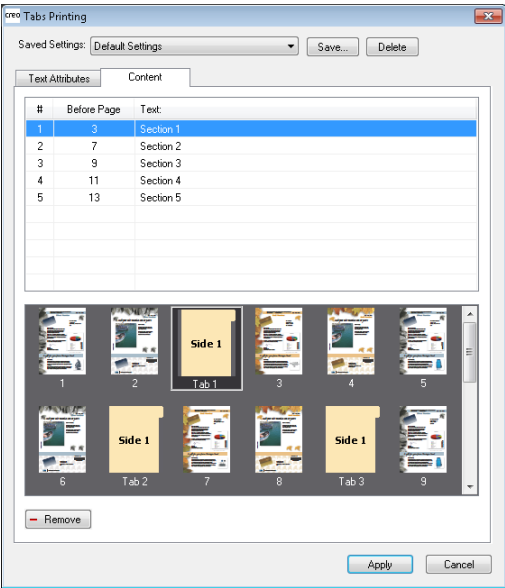 creo Tabs Printing
Saved Settings: Default Settings Save... Delete
Text Attributes Content
# Before Page Text:
1 3 Section 1
2 7 Section 2
3 9 Section 3
4 11 Section 4
5 13 Section 5
Side 1
1 2 Tab 1 3 4 5
Side 1 Side 1
6 Tab 2 7 8 Tab 3 9
Remove
Apply Cancel